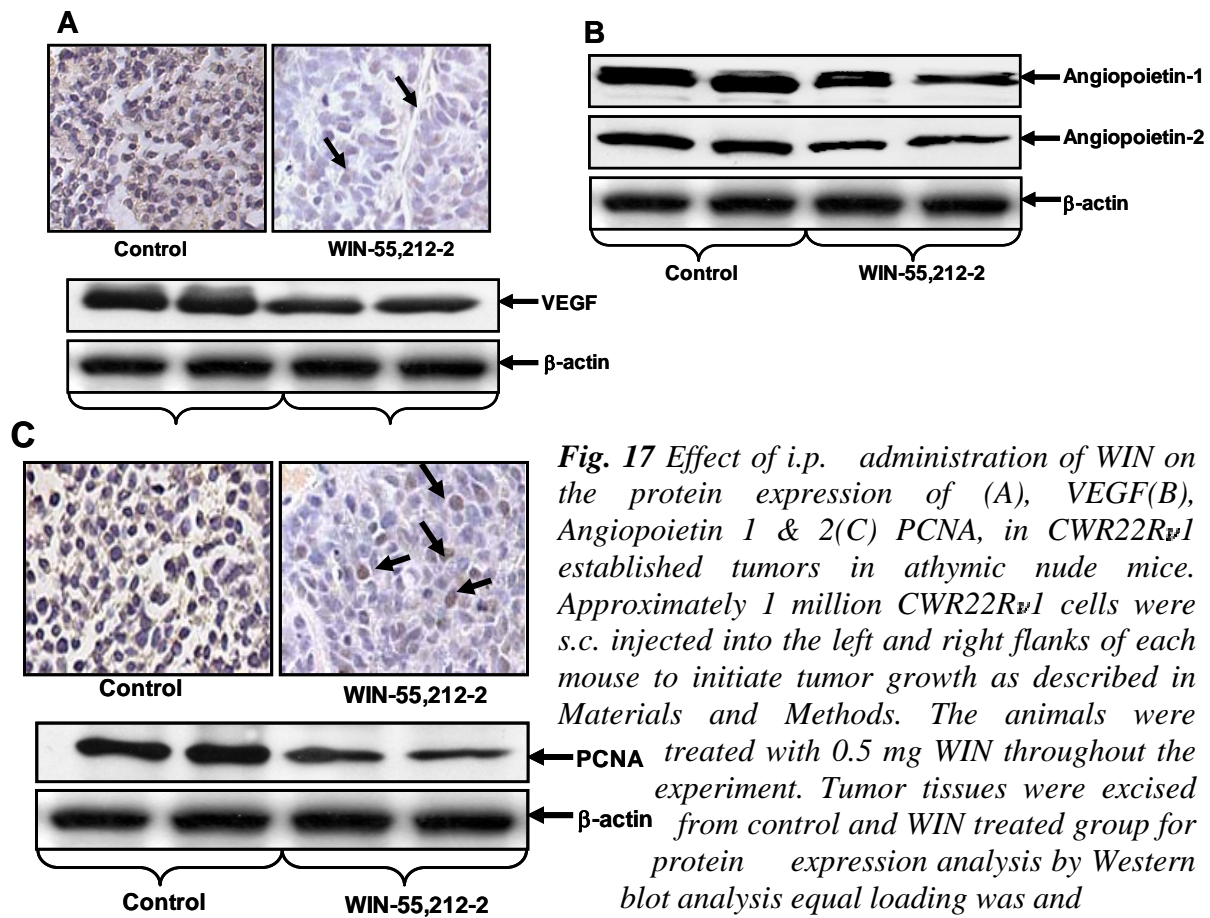 A
Control
WIN-55,212-2
VEGF
β-actin
B
Angiopoietin-1
Angiopoietin-2
β-actin
Control
WIN-55,212-2
C
Control
WIN-55,212-2
PCNA
β-actin
Control
WIN-55,212-2
Fig. 17 Effect of i.p. administration of WIN on
the protein expression of (A), VEGF(B),
Angiopoietin 1 & 2(C) PCNA, in CWR22Rν1
established tumors in athymic nude mice.
Approximately 1 million CWR22Rν1 cells were
s.c. injected into the left and right flanks of each
mouse to initiate tumor growth as described in
Materials and Methods. The animals were
treated with 0.5 mg WIN throughout the
experiment. Tumor tissues were excised
from control and WIN treated group for
protein expression analysis by Western
blot analysis equal loading was and